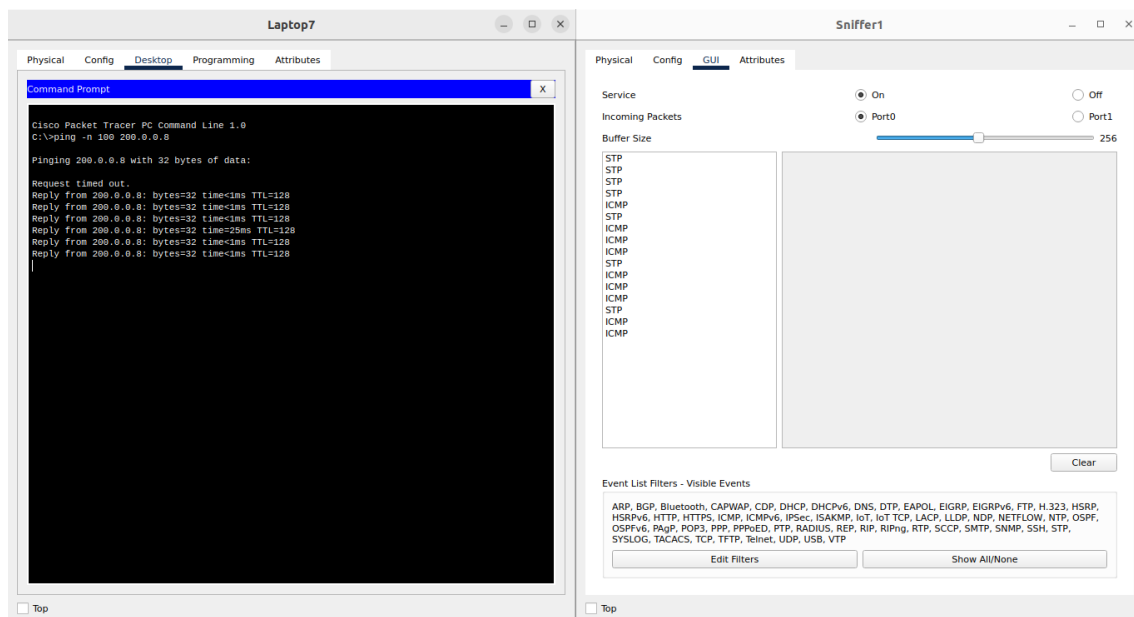 Laptop7
Physical Config Desktop Programming Attributes
Command Prompt X
Cisco Packet Tracer PC Command Line 1.0
C:\>ping -n 100 200.0.0.8
Pinging 200.0.0.8 with 32 bytes of data:
Request timed out.
Reply from 200.0.0.8: bytes=32 time<1ms TTL=128
Reply from 200.0.0.8: bytes=32 time<1ms TTL=128
Reply from 200.0.0.8: bytes=32 time<1ms TTL=128
Reply from 200.0.0.8: bytes=32 time=25ms TTL=128
Reply from 200.0.0.8: bytes=32 time<1ms TTL=128
Reply from 200.0.0.8: bytes=32 time<1ms TTL=128
Top
Sniffer1
Physical Config GUI Attributes
Service On Off
Incoming Packets Port0 Port1
Buffer Size 256
STP
STP
STP
STP
ICMP
STP
ICMP
ICMP
ICMP
STP
ICMP
ICMP
ICMP
STP
ICMP
ICMP
Clear
Event List Filters - Visible Events
ARP, BGP, Bluetooth, CAPWAP, CDP, DHCP, DHCPv6, DNS, DTP, EAPOL, EIGRP, EIGRPv6, FTP, H.323, HSRP,
HSRPv6, HTTP, HTTPS, ICMP, ICMPv6, IPSec, ISAKMP, IoT, IoT TCP, LACP, LLDP, NDP, NETFLOW, NTP, OSPF,
OSPFv6, PAgP, POP3, PPP, PPPoED, PTP, RADIUS, REP, RIP, RIPng, RTP, SCCP, SMTP, SNMP, SSH, STP,
SYSLOG, TACACS, TCP, TFTP, Telnet, UDP, USB, VTP
Edit Filters Show All/None
Top